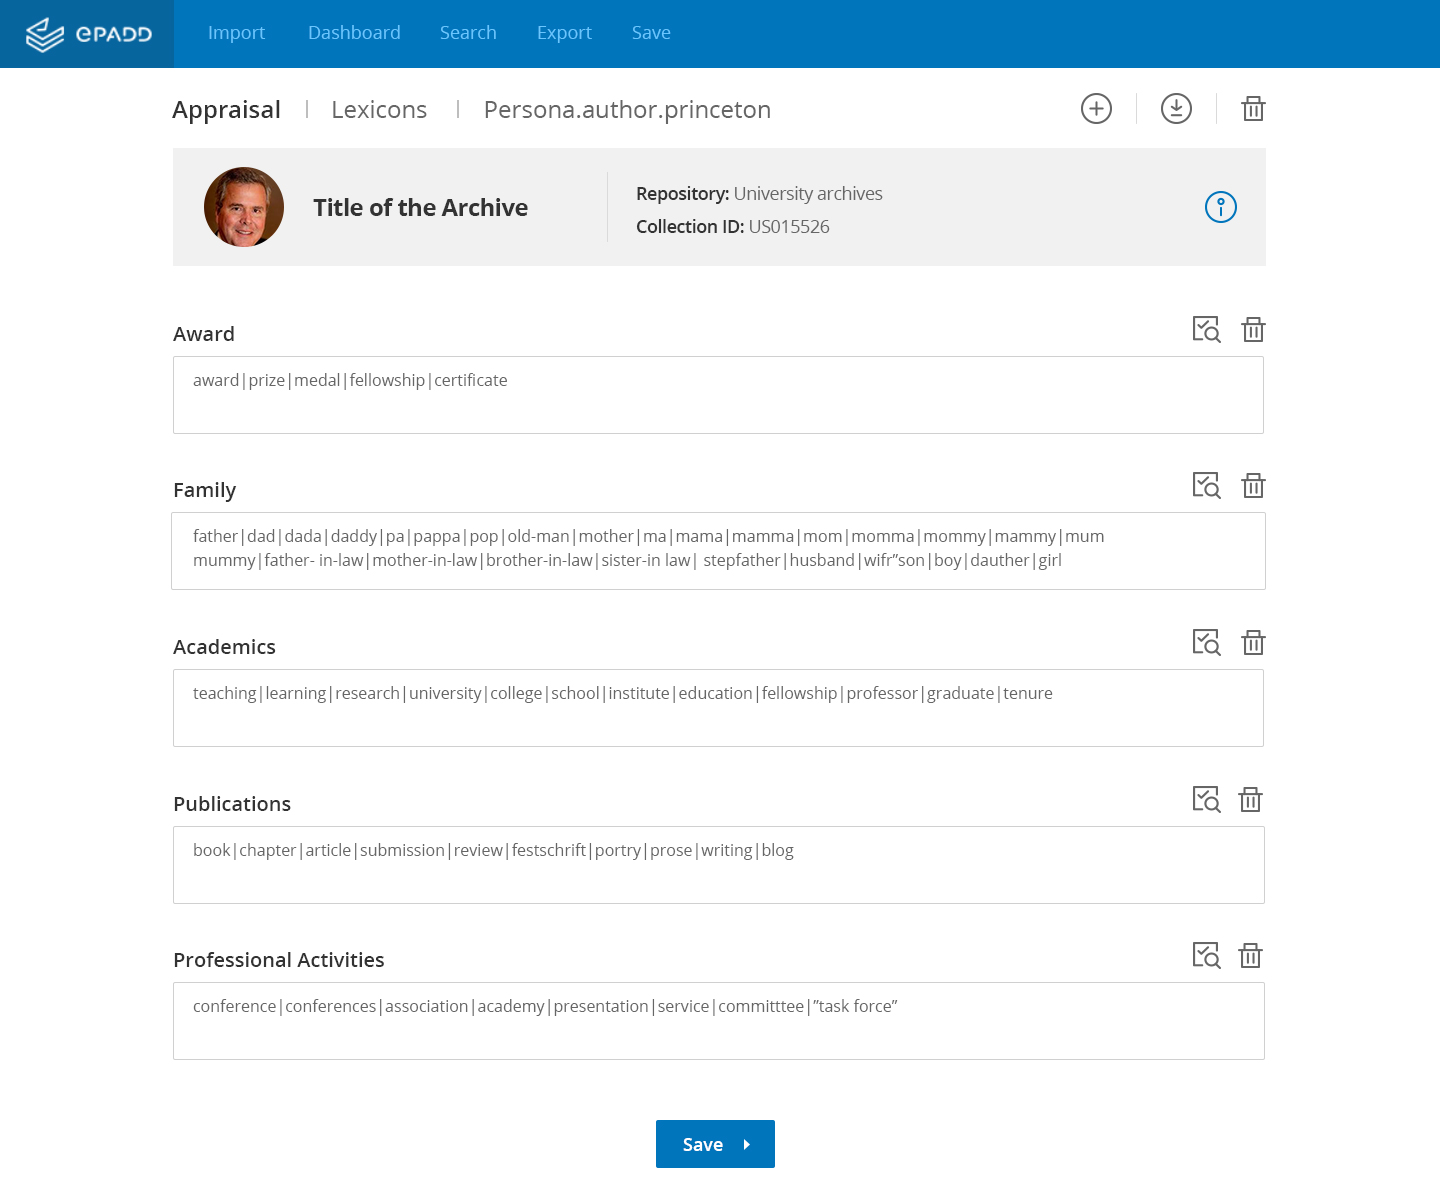 ePADD Import Dashboard Search Export Save
Appraisal | Lexicons | Persona.author.princeton
Title of the Archive
Repository: University archives
Collection ID: US015526
Award
award|prize|medal|fellowship|certificate
Family
father|dad|dada|daddy|pa|pappa|pop|old-man|mother|ma|mama|mamma|mom|momma|mommy|mammy|mum
mummy|father- in-law|mother-in-law|brother-in-law|sister-in law| stepfather|husband|wifr”son|boy|dauther|girl
Academics
teaching|learning|research|university|college|school|institute|education|fellowship|professor|graduate|tenure
Publications
book|chapter|article|submission|review|festschrift|portry|prose|writing|blog
Professional Activities
conference|conferences|association|academy|presentation|service|committtee|”task force”
Save